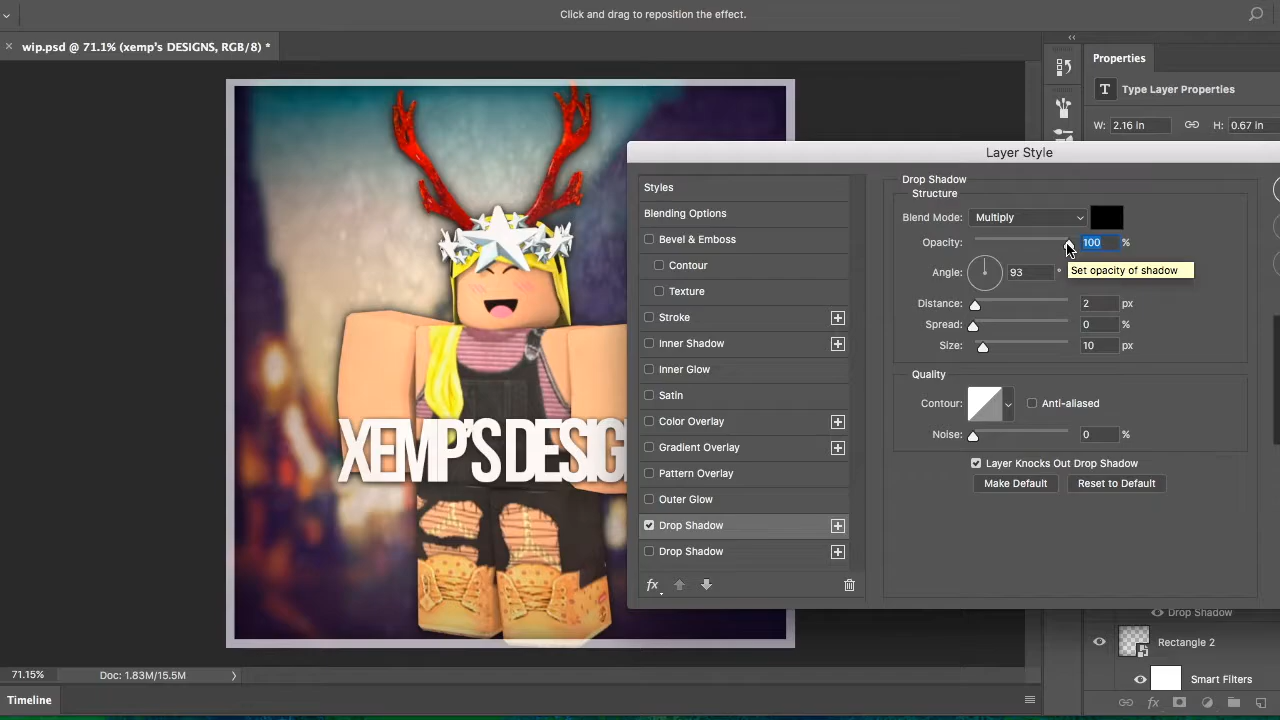 Click and drag to reposition the effect.
wip.psd @ 71.1% (xemp's DESIGNS, RGB/8) *
Properties
T Type Layer Properties
W: 2.16 in H: 0.67 in
Layer Style
Styles
Blending Options
Bevel & Emboss
Contour
Texture
Stroke
Inner Shadow
Inner Glow
Satin
Color Overlay
Gradient Overlay
Pattern Overlay
Outer Glow
Drop Shadow
Drop Shadow
fx
Drop Shadow
Structure
Blend Mode: Multiply
Opacity: 100 %
Set opacity of shadow
Angle: 93 °
Distance: 2 px
Spread: 0 %
Size: 10 px
Quality
Contour: Anti-aliased
Noise: 0 %
Layer Knocks Out Drop Shadow
Make Default Reset to Default
XEMP'S DESIG
Drop Shadow
Rectangle 2
Smart Filters
fx
71.15% Doc: 1.83M/15.5M
Timeline